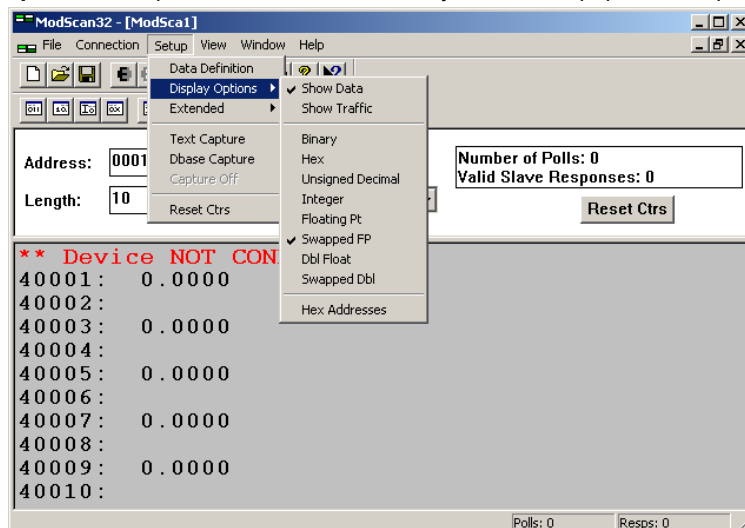 ModScan32 - [ModSca1]
File Connection Setup View Window Help
Data Definition
Display Options
Extended
Text Capture
Dbase Capture
Capture Off
Reset Ctrs
Show Data
Show Traffic
Binary
Hex
Unsigned Decimal
Integer
Floating Pt
Swapped FP
Dbl Float
Swapped Dbl
Hex Addresses
Address: 0001
Length: 10
Number of Polls: 0
Valid Slave Responses: 0
Reset Ctrs
** Device NOT CON
40001: 0.0000
40002:
40003: 0.0000
40004:
40005: 0.0000
40006:
40007: 0.0000
40008:
40009: 0.0000
40010:
Polls: 0 Resps: 0